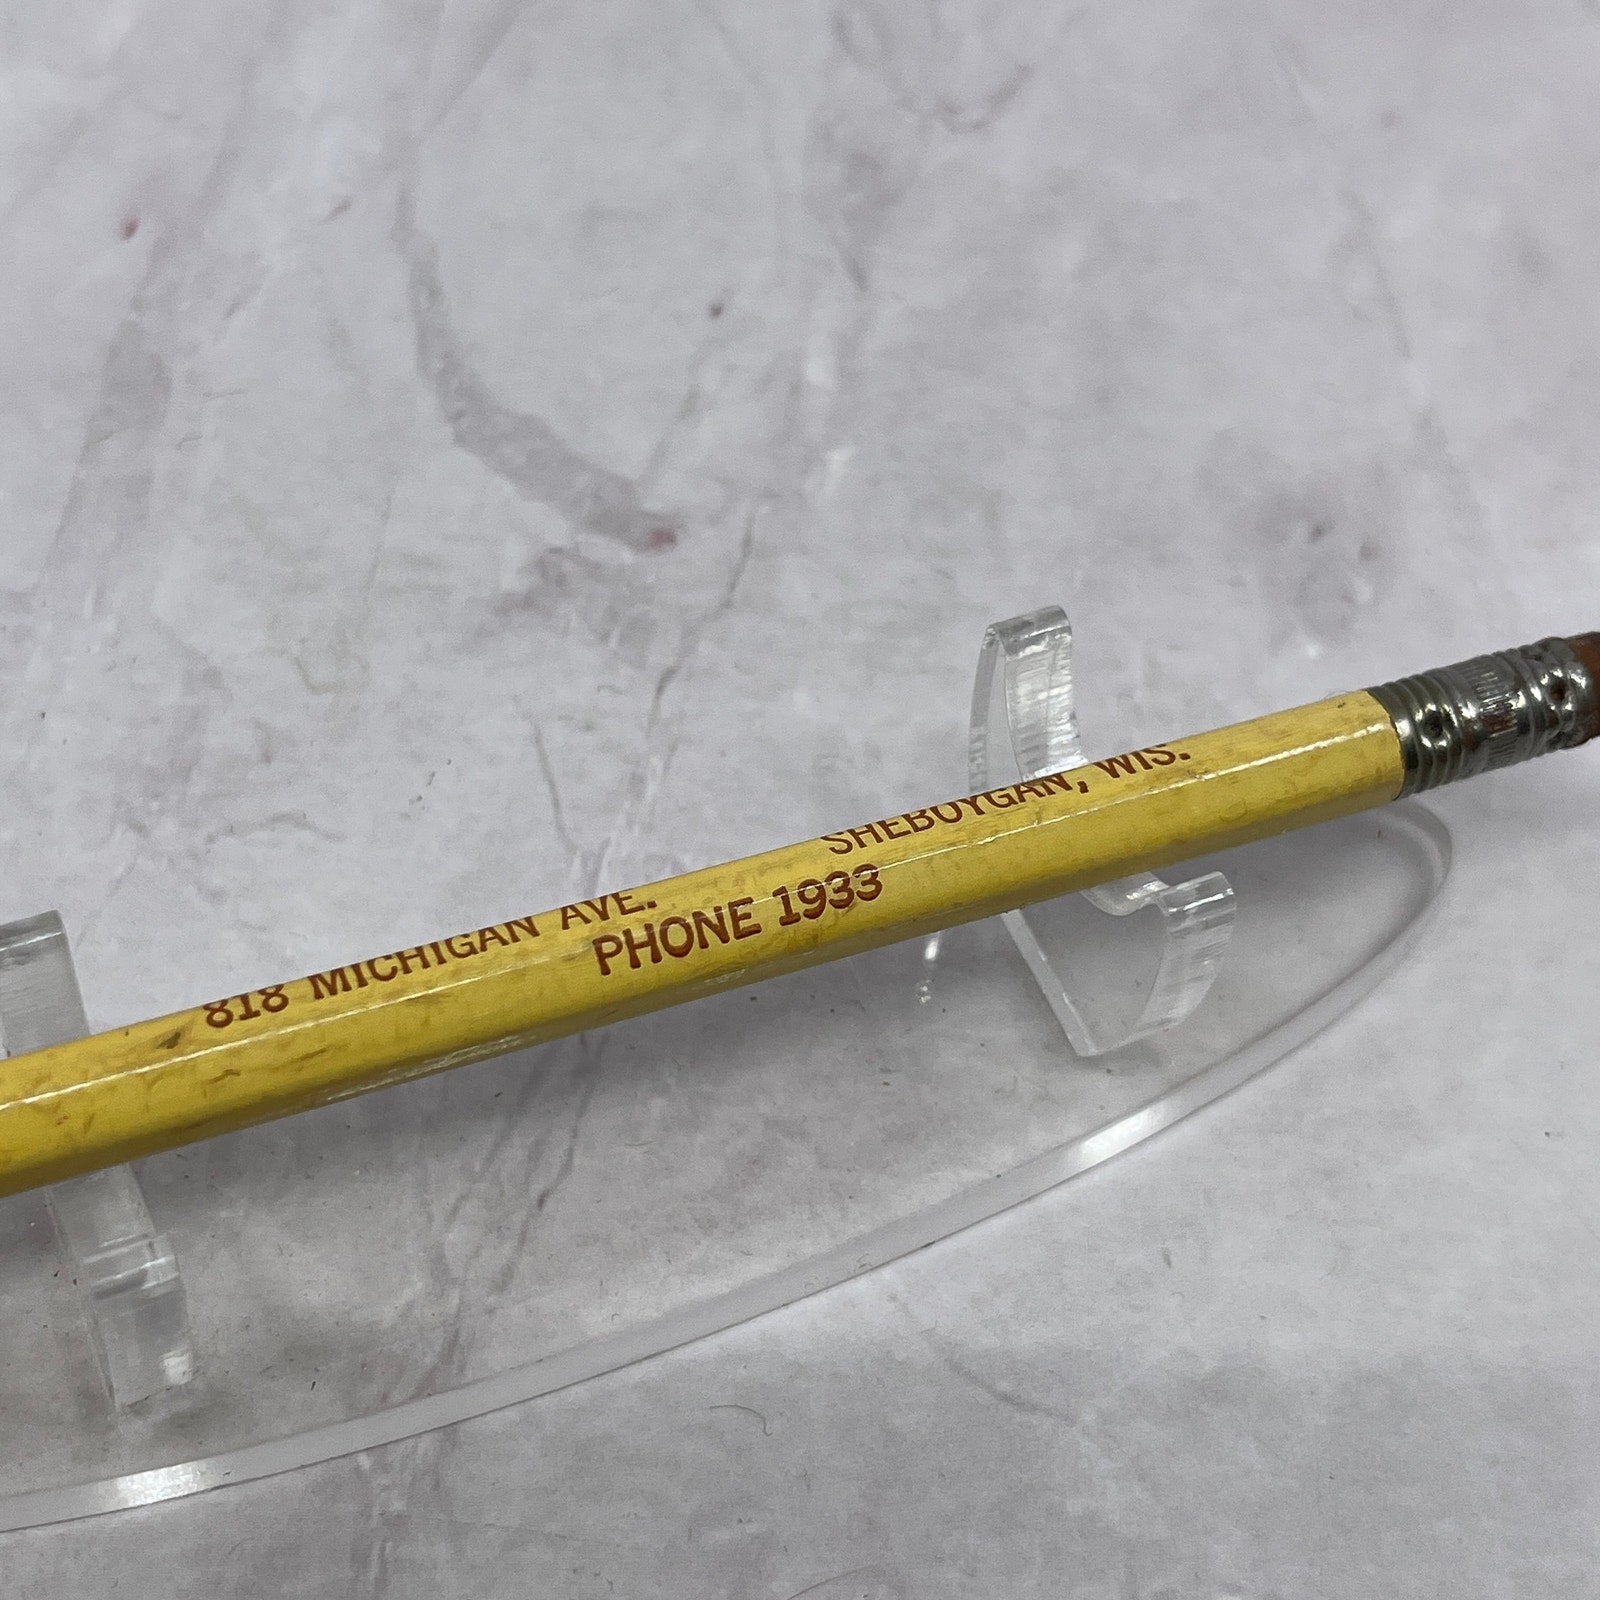 818 MICHIGAN AVE. SHEBOYGAN, WIS.
PHONE 1933